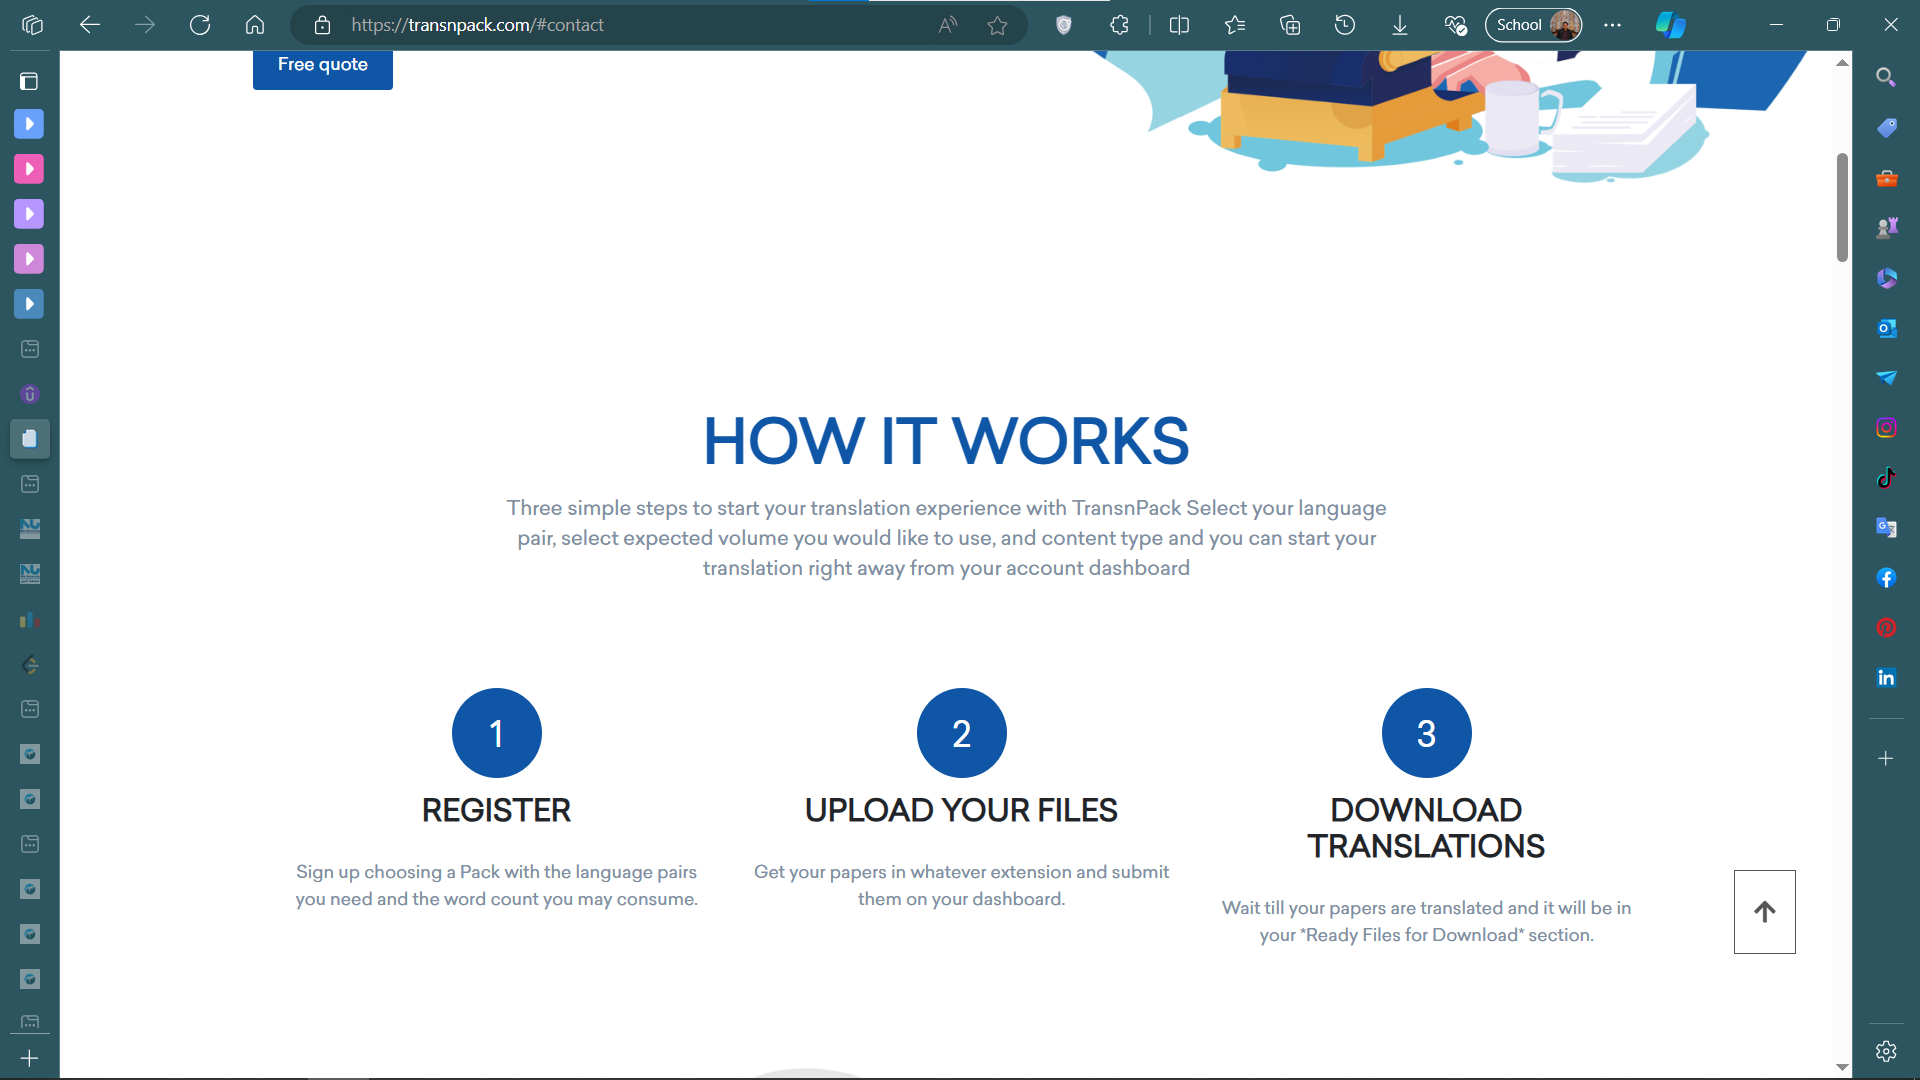 https://transnpack.com/#contact
School
Free quote
HOW IT WORKS
Three simple steps to start your translation experience with TransnPack Select your language
pair, select expected volume you would like to use, and content type and you can start your
translation right away from your account dashboard
1
REGISTER
Sign up choosing a Pack with the language pairs
you need and the word count you may consume.
2
UPLOAD YOUR FILES
Get your papers in whatever extension and submit
them on your dashboard.
3
DOWNLOAD
TRANSLATIONS
Wait till your papers are translated and it will be in
your *Ready Files for Download* section.